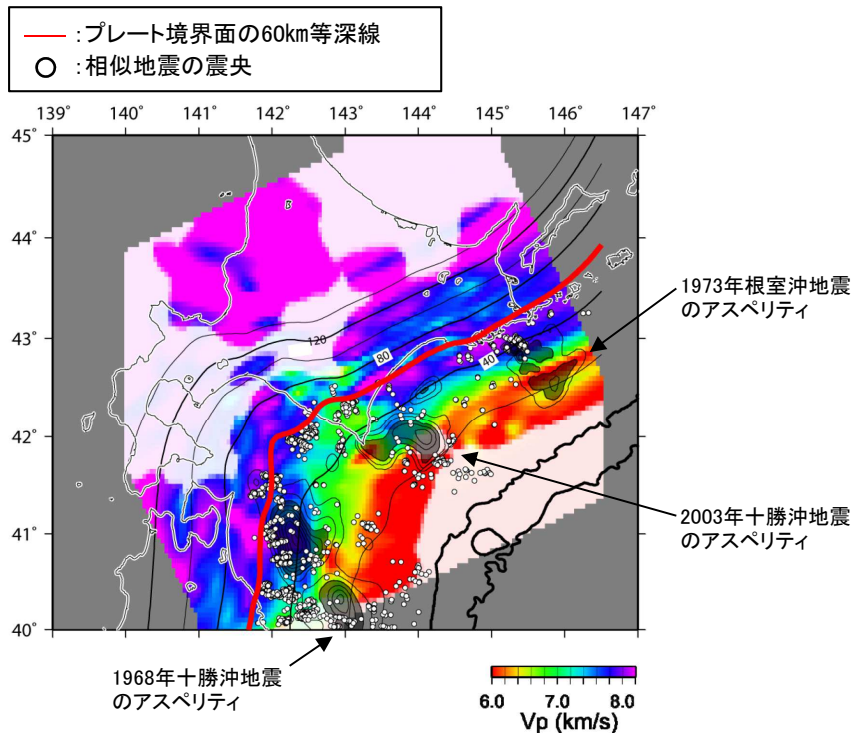 :プレート境界面の60km等深線
:相似地震の震央
139° 140° 141° 142° 143° 144° 145° 146° 147°
45°
44°
43°
42°
41°
40°
120
80
40
1973年根室沖地震
のアスペリティ
2003年十勝沖地震
のアスペリティ
1968年十勝沖地震
のアスペリティ
6.0 7.0 8.0
Vp (km/s)